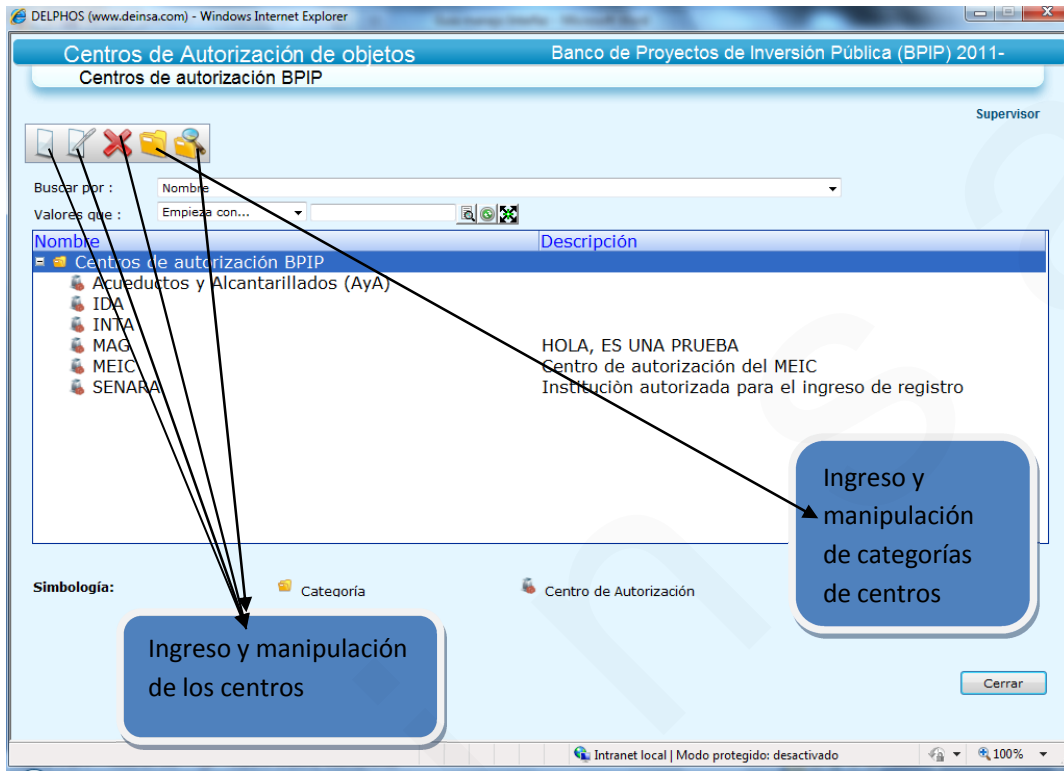 DELPHOS (www.deinsa.com) - Windows Internet Explorer
Centros de Autorización de objetos
Banco de Proyectos de Inversión Pública (BPIP) 2011-
Centros de autorización BPIP
Supervisor
Buscar por :
Nombre
Valores que :
Empieza con...
Nombre
Descripción
Centros de autorización BPIP
Acueductos y Alcantarillados (AyA)
IDA
INTA
MAG
HOLA, ES UNA PRUEBA
MEIC
Centro de autorización del MEIC
SENARA
Instituciòn autorizada para el ingreso de registro
Ingreso y
manipulación
de categorías
de centros
Simbología:
Categoría
Centro de Autorización
Ingreso y manipulación
de los centros
Cerrar
Intranet local | Modo protegido: desactivado
100%